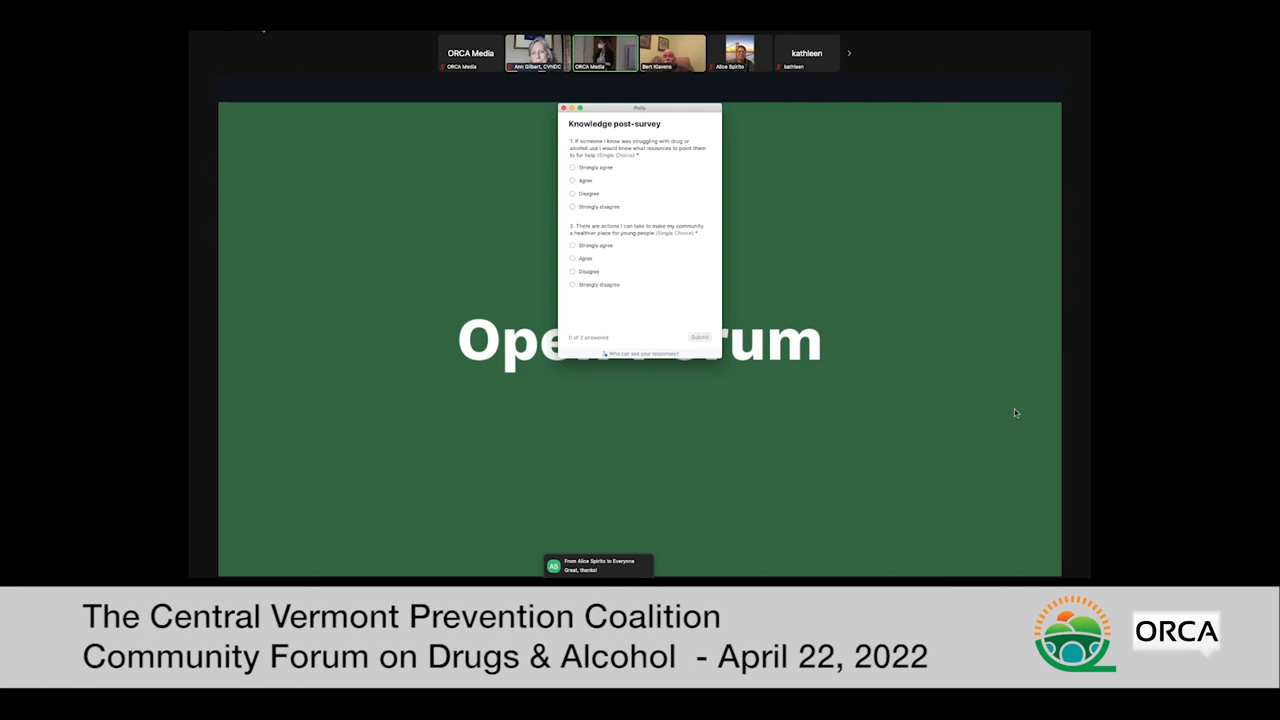 ORCA Media
kathleen
ORCA Media
Ann Gilbert, CVNDC
ORCA Media
Bert Klavens
Alice Spirito
kathleen
Polls
Knowledge post-survey
1. If someone I know was struggling with drug or
alcohol use I would know what resources to point them
to for help (Single Choice) *
Strongly agree
Agree
Disagree
Strongly disagree
2. There are actions I can take to make my community
a healthier place for young people (Single Choice) *
Strongly agree
Agree
Disagree
Strongly disagree
0 of 2 answered
Submit
Who can see your responses?
Ope
rum
AS
From Alice Spirito to Everyone
Great, thanks!
The Central Vermont Prevention Coalition
Community Forum on Drugs & Alcohol - April 22, 2022
ORCA